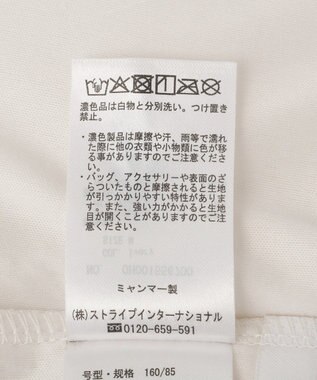 濃色品は白物と分別洗い。つけ置き
禁止。
・濃色製品は摩擦や汗、雨等で濡れ
た際に他の衣類や小物類に色が移
る事がありますのでご注意くださ
い。
・バッグ、アクセサリーや表面のざ
らついたものと摩擦されると生地
が引っかかりやすい特性がありま
す。また、強い力がかかると生地
目が開くことがありますのでご注
意ください。
ミャンマー製
(株)ストライプインターナショナル
0120-659-591
号型・规格 160/85